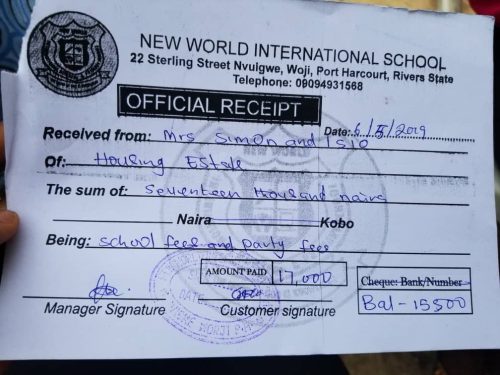 NEW WORLD INTERNATIONAL SCHOOL
22 Sterling Street Nvuigwe, Woji, Port Harcourt, Rivers State
Telephone: 09094931568
OFFICIAL RECEIPT
Date: 6/5/2019
Received from: Mrs Simon and Isio
Of: Housing Estate
The sum of: Seventeen thousand naira
Naira Kobo
Being: school fees and party fees
AMOUNT PAID 17,000
Cheque: Bank/Number
Bal - 15500
Manager Signature
Customer signature